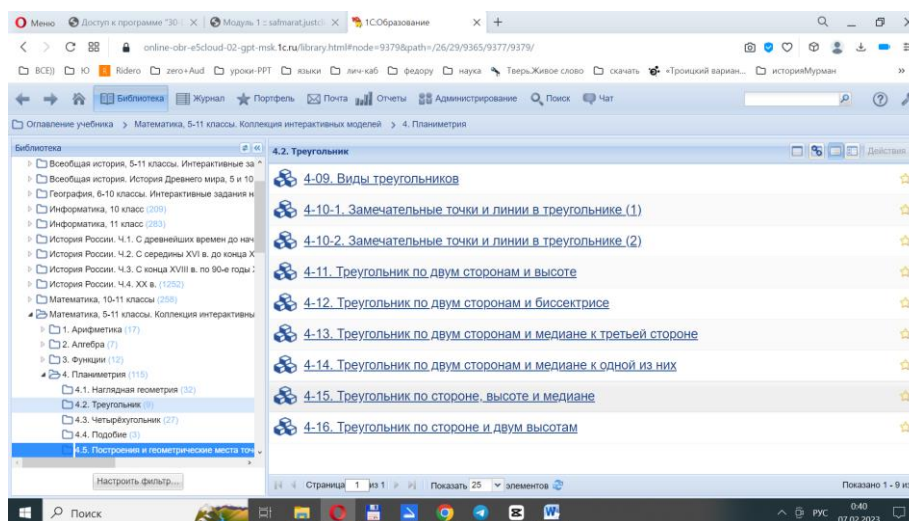 Меню
Доступ к программе "30-
Модуль 1 :: safmarat.justcl
1С:Образование
online-obr-e5cloud-02-gpt-msk.1c.ru/library.html#node=9379&path=/26/29/9365/9377/9379/
ВСЕ))
Ю
Ridero
zero+Aud
уроки-РРТ
языки
лич-каб
федору
наука
Тверь.Живое слово
скачать
«Троицкий вариан...
историяМурман
Библиотека
Журнал
Портфель
Почта
Отчеты
Администрирование
Поиск
Чат
Оглавление учебника > Математика, 5-11 классы. Коллекция интерактивных моделей > 4. Планиметрия
Библиотека
Всеобщая история, 5-11 классы. Интерактивные за
Всеобщая история. История Древнего мира, 5 и 10
География, 6-10 классы. Интерактивные задания н
Информатика, 10 класс (209)
Информатика, 11 класс (283)
История России. Ч.1. С древнейших времен до нач
История России. Ч.2. С середины XVI в. до конца X
История России. Ч.3. С конца XVIII в. по 90-е годы
История России. Ч.4. XX в. (1252)
Математика, 10-11 классы (258)
Математика, 5-11 классы. Коллекция интерактивны
1. Арифметика (17)
2. Алгебра (7)
3. Функции (12)
4. Планиметрия (115)
4.1. Наглядная геометрия (32)
4.2. Треугольник (9)
4.3. Четырёхугольник (27)
4.4. Подобие (3)
4.5. Построения и геометрические места точ
Настроить фильтр...
4.2. Треугольник
Действия
4-09. Виды треугольников
4-10-1. Замечательные точки и линии в треугольнике (1)
4-10-2. Замечательные точки и линии в треугольнике (2)
4-11. Треугольник по двум сторонам и высоте
4-12. Треугольник по двум сторонам и биссектрисе
4-13. Треугольник по двум сторонам и медиане к третьей стороне
4-14. Треугольник по двум сторонам и медиане к одной из них
4-15. Треугольник по стороне, высоте и медиане
4-16. Треугольник по стороне и двум высотам
Страница 1 из 1
Показать 25 элементов
Показано 1 - 9 из
Поиск
РУС
0:40
07.02.2023